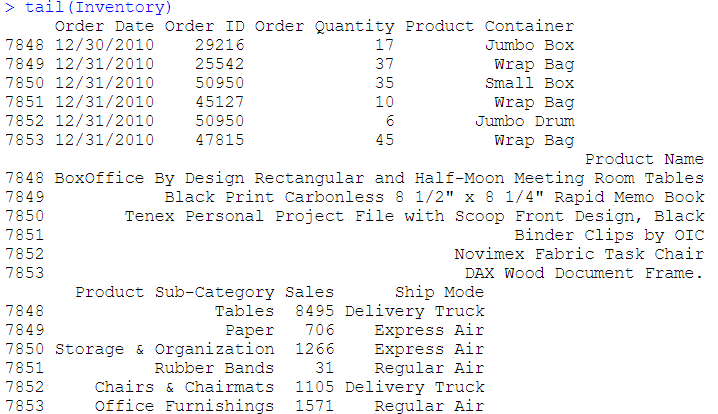 > tail(Inventory)
Order Date Order ID Order Quantity Product Container
7848 12/30/2010 29216 17 Jumbo Box
7849 12/31/2010 25542 37 Wrap Bag
7850 12/31/2010 50950 35 Small Box
7851 12/31/2010 45127 10 Wrap Bag
7852 12/31/2010 50950 6 Jumbo Drum
7853 12/31/2010 47815 45 Wrap Bag
Product Name
7848 BoxOffice By Design Rectangular and Half-Moon Meeting Room Tables
7849 Black Print Carbonless 8 1/2" x 8 1/4" Rapid Memo Book
7850 Tenex Personal Project File with Scoop Front Design, Black
7851 Binder Clips by OIC
7852 Novimex Fabric Task Chair
7853 DAX Wood Document Frame.
Product Sub-Category Sales Ship Mode
7848 Tables 8495 Delivery Truck
7849 Paper 706 Express Air
7850 Storage & Organization 1266 Express Air
7851 Rubber Bands 31 Regular Air
7852 Chairs & Chairmats 1105 Delivery Truck
7853 Office Furnishings 1571 Regular Air